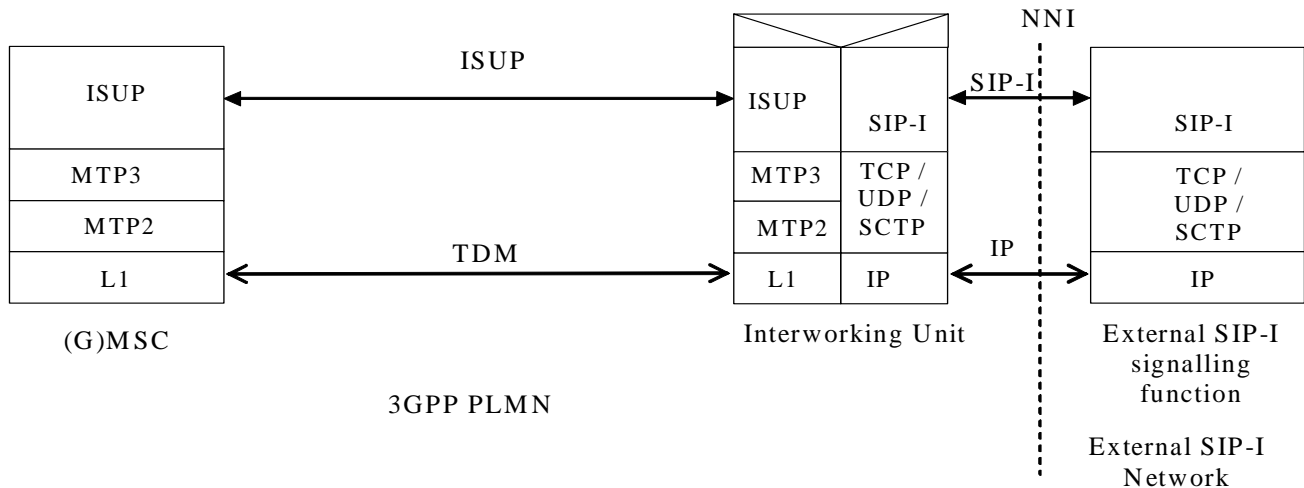 NNI
ISUP
ISUP
MTP3
MTP2
L1
(G)MSC
TDM
3GPP PLMN
ISUP
SIP-I
MTP3
MTP2
TCP /
UDP /
SCTP
L1
IP
Interworking Unit
SIP-I
IP
SIP-I
TCP /
UDP /
SCTP
IP
External SIP-I
signalling
function
External SIP-I
Network